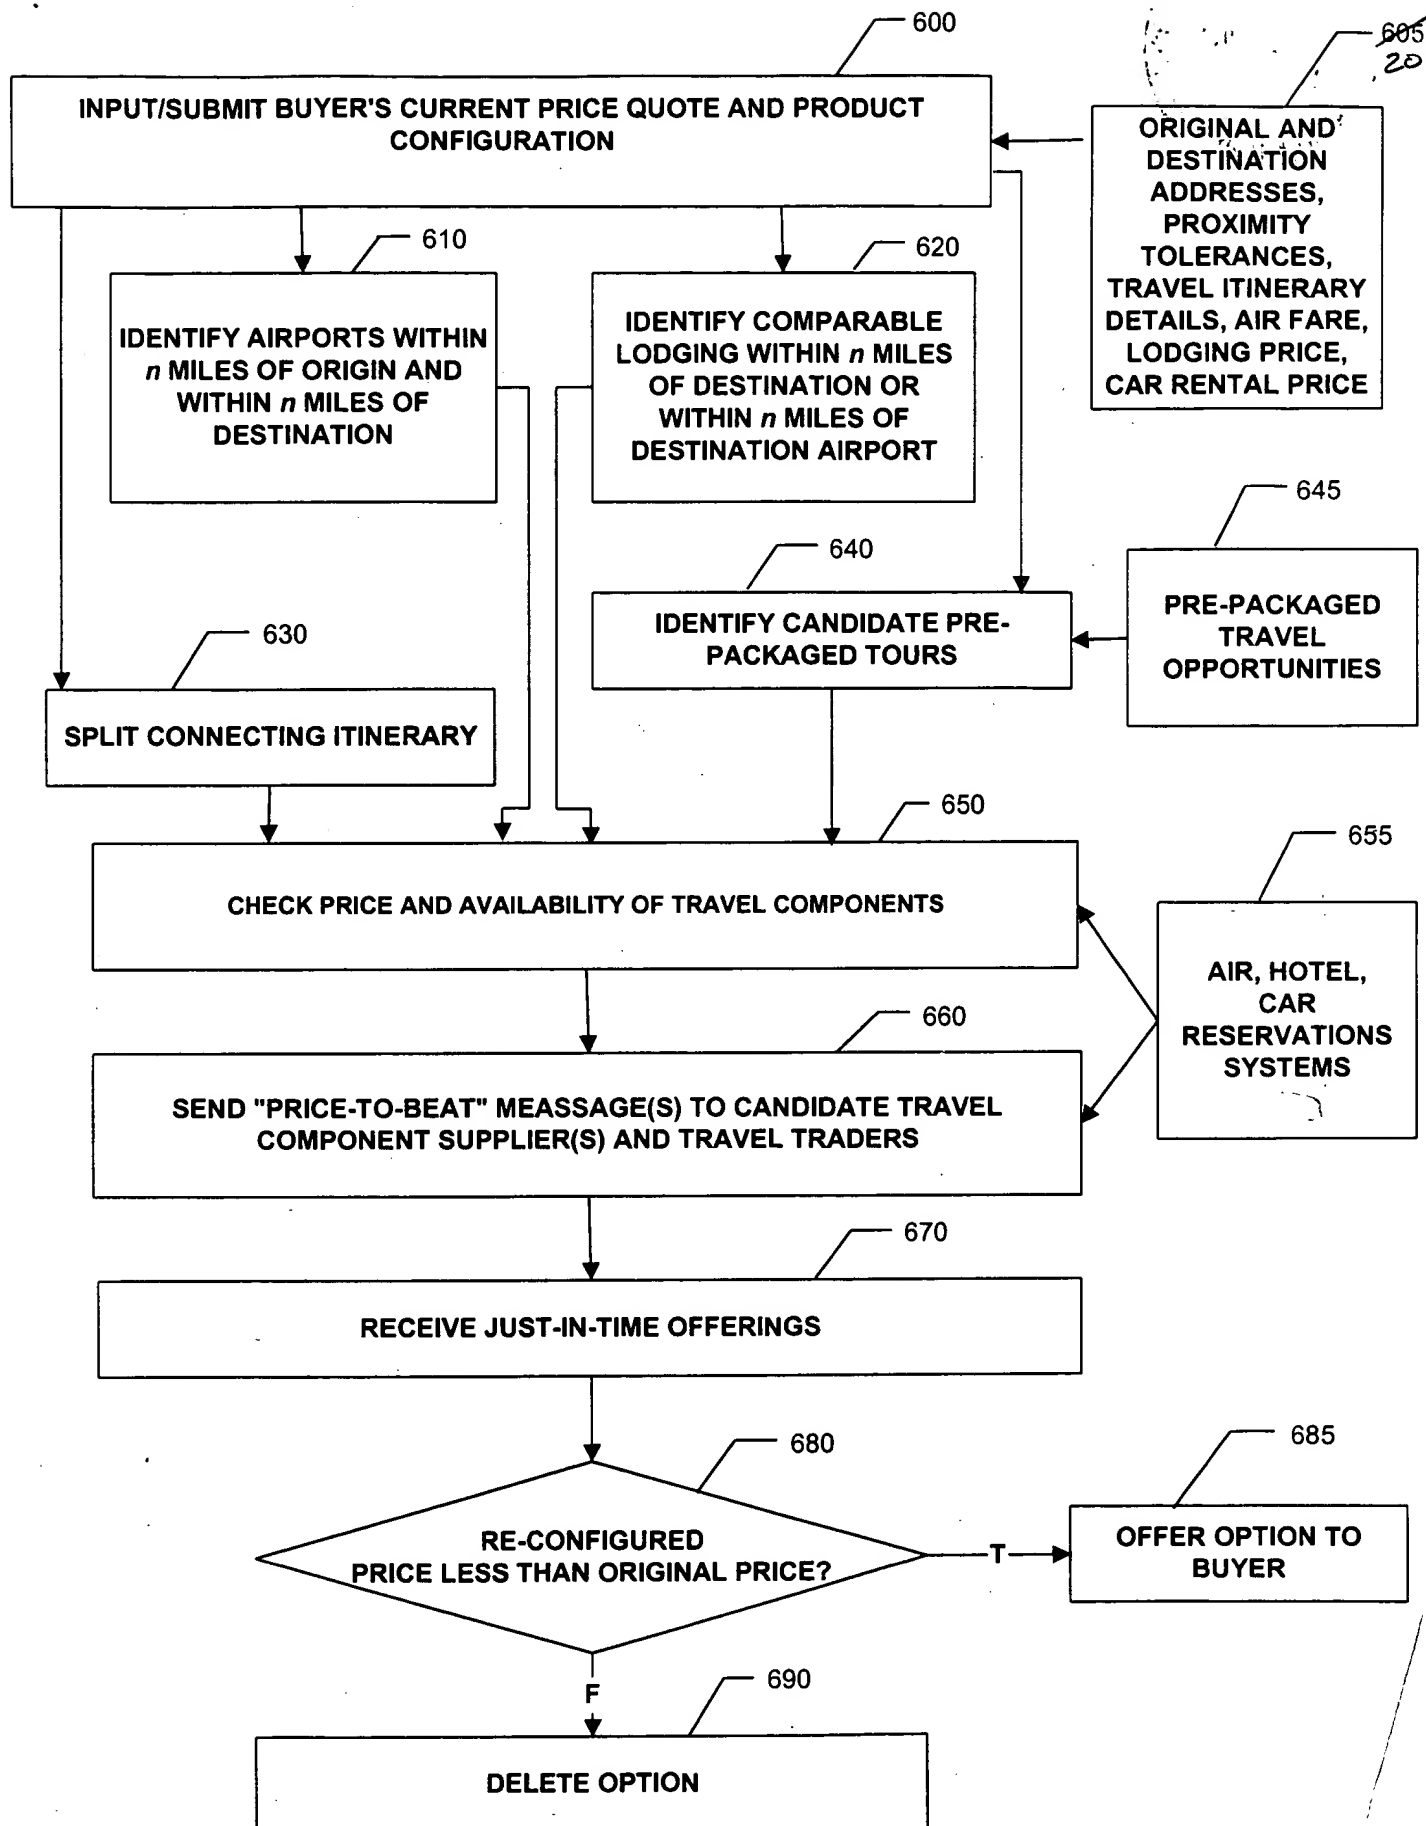 600
605
20
INPUT/SUBMIT BUYER'S CURRENT PRICE QUOTE AND PRODUCT
CONFIGURATION
ORIGINAL AND
DESTINATION
ADDRESSES,
PROXIMITY
TOLERANCES,
TRAVEL ITINERARY
DETAILS, AIR FARE,
LODGING PRICE,
CAR RENTAL PRICE
610
620
IDENTIFY AIRPORTS WITHIN
n MILES OF ORIGIN AND
WITHIN n MILES OF
DESTINATION
IDENTIFY COMPARABLE
LODGING WITHIN n MILES
OF DESTINATION OR
WITHIN n MILES OF
DESTINATION AIRPORT
645
640
PRE-PACKAGED
TRAVEL
OPPORTUNITIES
IDENTIFY CANDIDATE PRE-
PACKAGED TOURS
630
SPLIT CONNECTING ITINERARY
650
655
CHECK PRICE AND AVAILABILITY OF TRAVEL COMPONENTS
AIR, HOTEL,
CAR
RESERVATIONS
SYSTEMS
660
SEND "PRICE-TO-BEAT" MEASSAGE(S) TO CANDIDATE TRAVEL
COMPONENT SUPPLIER(S) AND TRAVEL TRADERS
670
RECEIVE JUST-IN-TIME OFFERINGS
680
685
RE-CONFIGURED
PRICE LESS THAN ORIGINAL PRICE?
T
OFFER OPTION TO
BUYER
F
690
DELETE OPTION